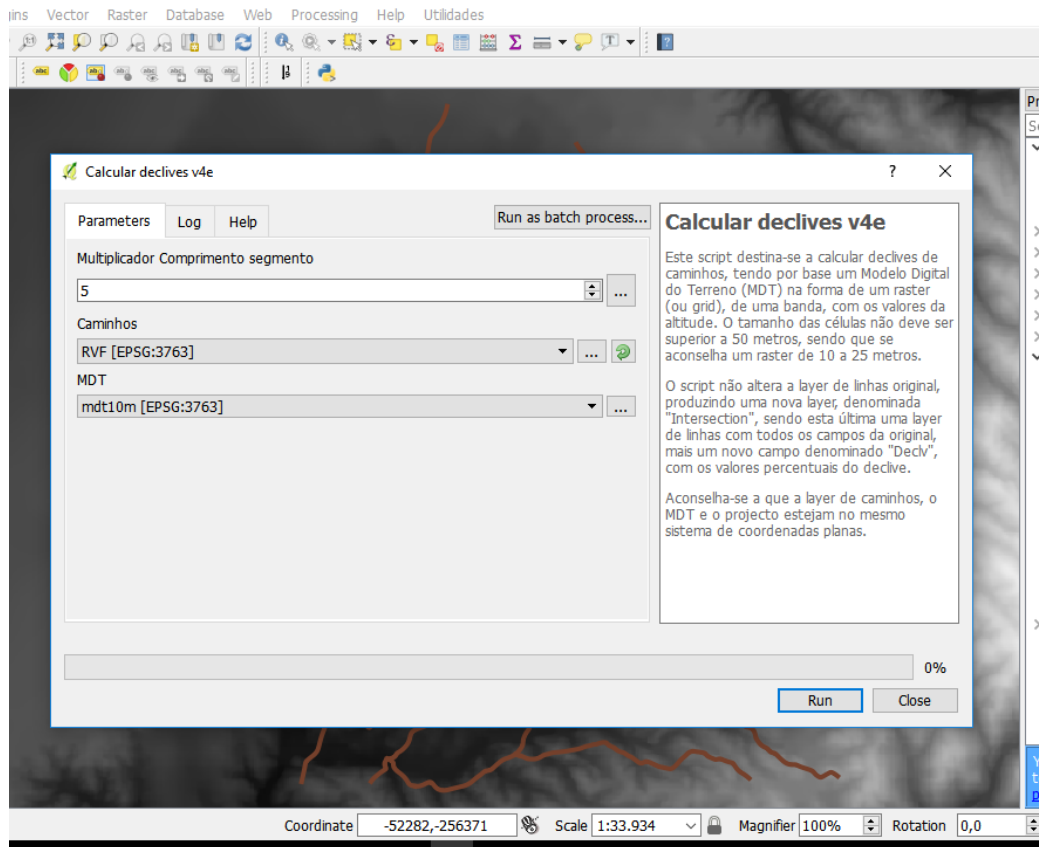 ins Vector Raster Database Web Processing Help Utilidades
Calcular declives v4e ?
Parameters Log Help Run as batch process...
Multiplicador Comprimento segmento
5 ...
Caminhos
RVF [EPSG:3763] ...
MDT
mdt10m [EPSG:3763] ...
Calcular declives v4e
Este script destina-se a calcular declives de
caminhos, tendo por base um Modelo Digital
do Terreno (MDT) na forma de um raster
(ou grid), de uma banda, com os valores da
altitude. O tamanho das células não deve ser
superior a 50 metros, sendo que se
aconselha um raster de 10 a 25 metros.
O script não altera a layer de linhas original,
produzindo uma nova layer, denominada
"Intersection", sendo esta última uma layer
de linhas com todos os campos da original,
mais um novo campo denominado "Declv",
com os valores percentuais do declive.
Aconselha-se a que a layer de caminhos, o
MDT e o projecto estejam no mesmo
sistema de coordenadas planas.
0%
Run Close
Pr
Coordinate -52282,-256371 Scale 1:33.934 Magnifier 100% Rotation 0,0